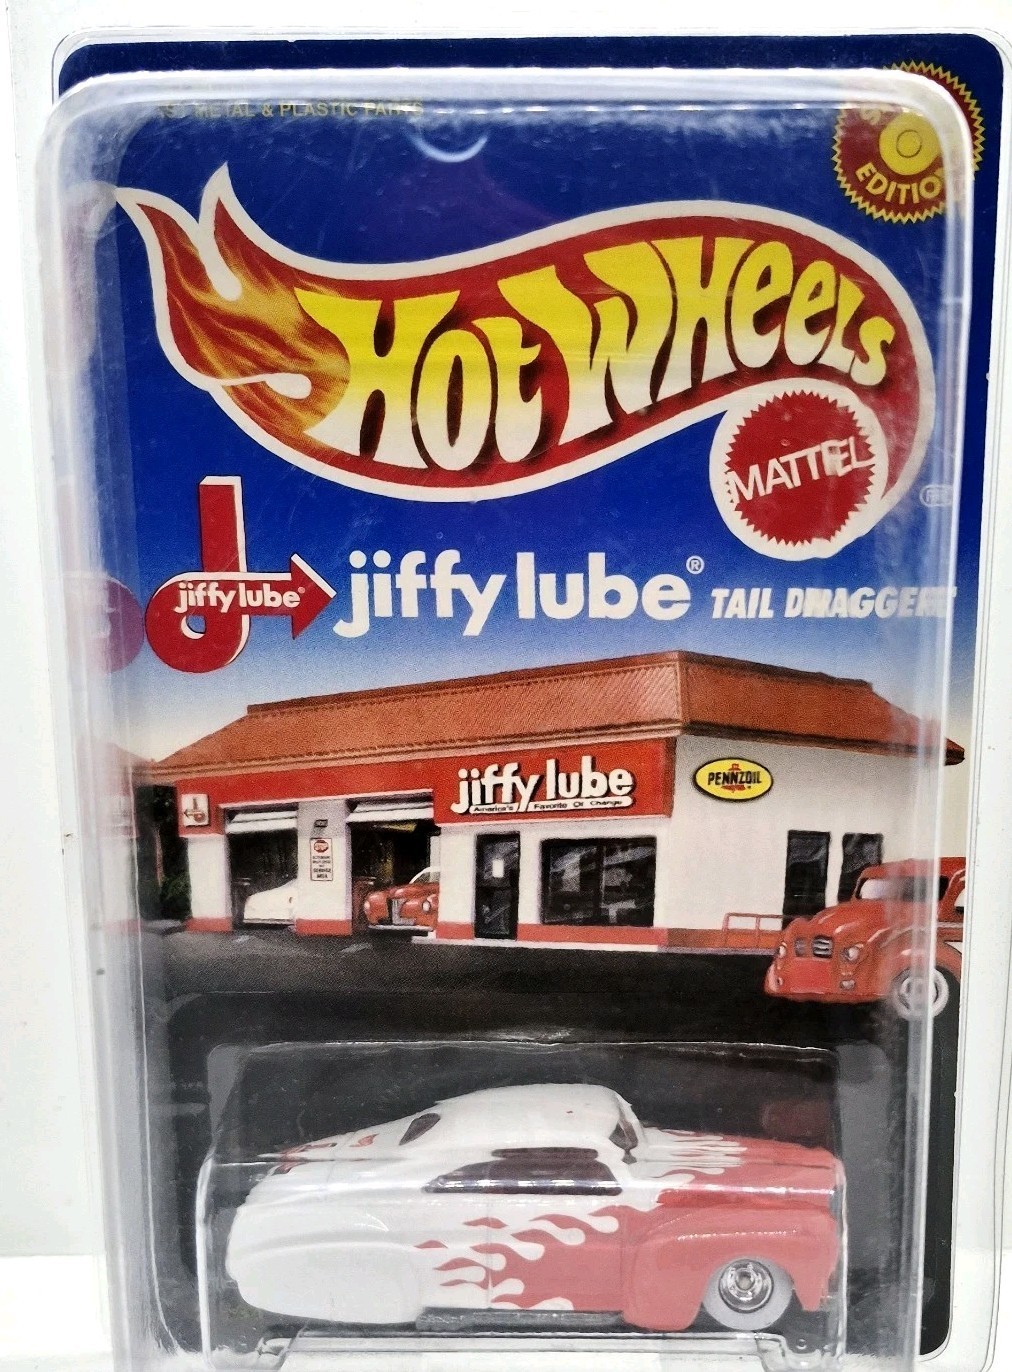 METAL & PLASTIC PARTS
EDITION
HOT WHEELS
MATTEL
jiffy lube®
jiffy lube® TAIL DRAGGER
jiffy lube
America's Favorite Oil Change
PENNZOIL
STOP